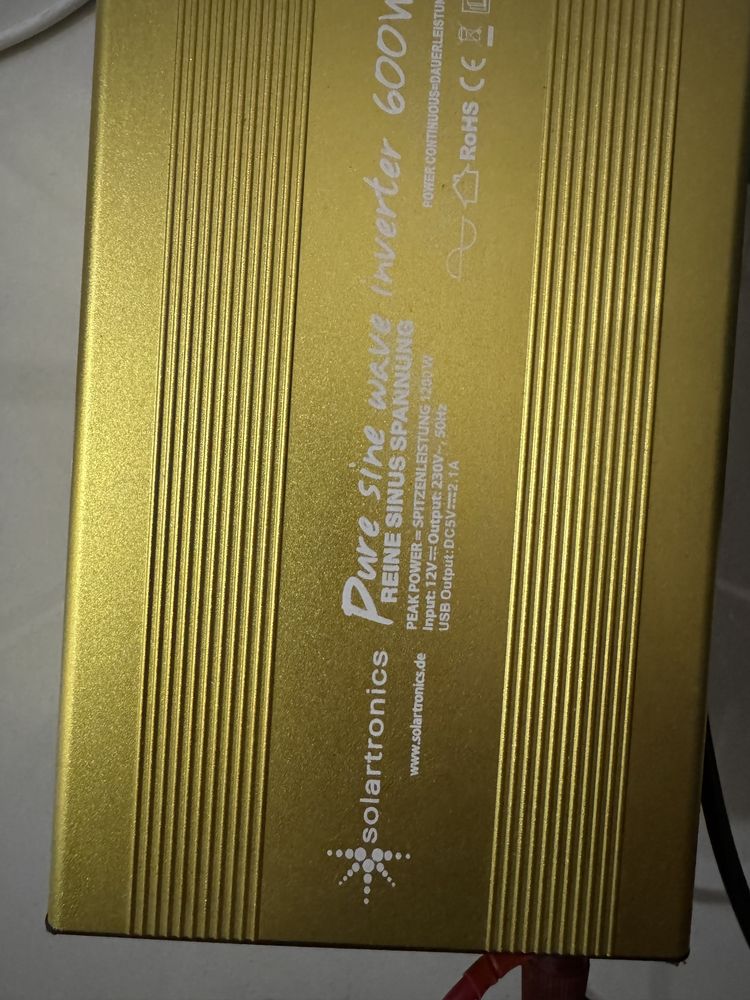 solartronics
www.solartronics.de
Pure sine wave inverter 600W
REINE SINUS SPANNUNG
PEAK POWER = SPITZENLEISTUNG 1200W
Input: 12V⎓ Output: 230V~, 50Hz
USB Output: DC5V⎓2.1A
POWER CONTINUOUS=DAUERLEISTUN
RoHS CE